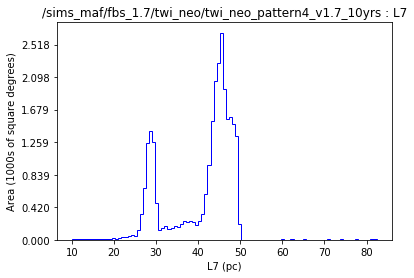 /sims_maf/fbs_1.7/twi_neo/twi_neo_pattern4_v1.7_10yrs : L7
Area (1000s of square degrees)
2.518
2.098
1.679
1.259
0.839
0.420
0.000
10 20 30 40 50 60 70 80
L7 (pc)